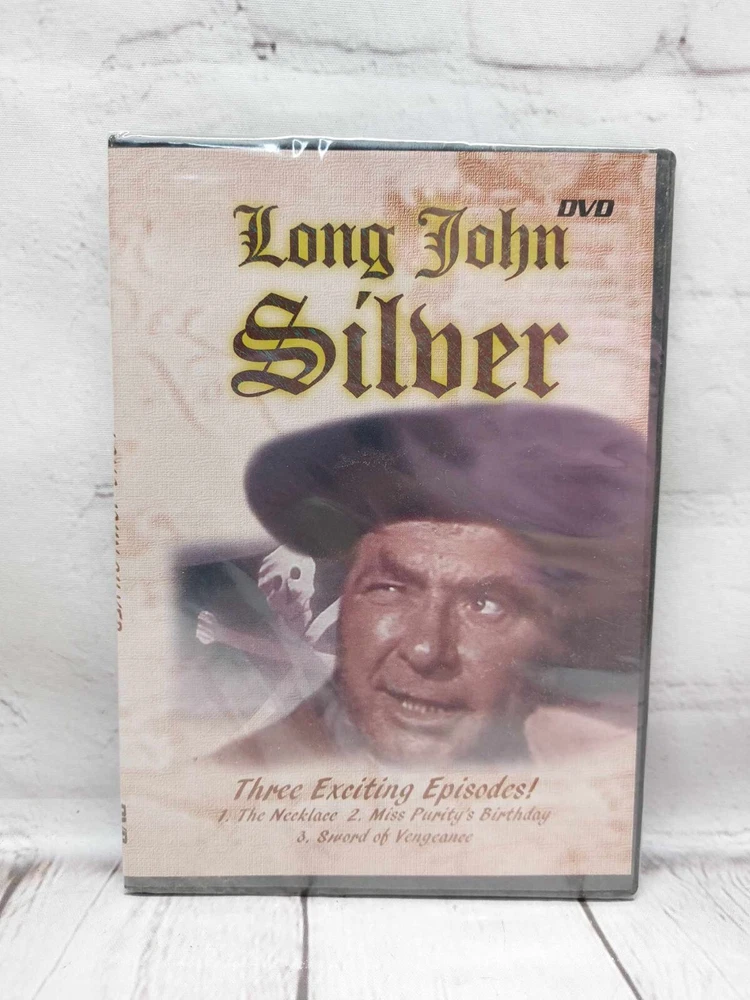 DVD
Long John
Silver
Three Exciting Episodes!
1. The Necklace 2. Miss Purity's Birthday
3. Sword of Vengeance